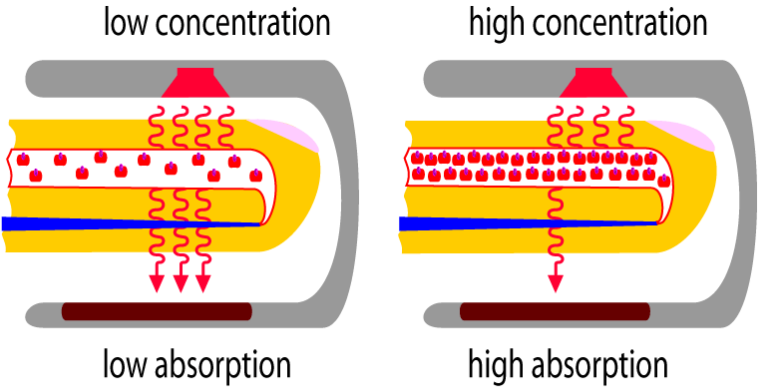 low concentration
high concentration
low absorption
high absorption